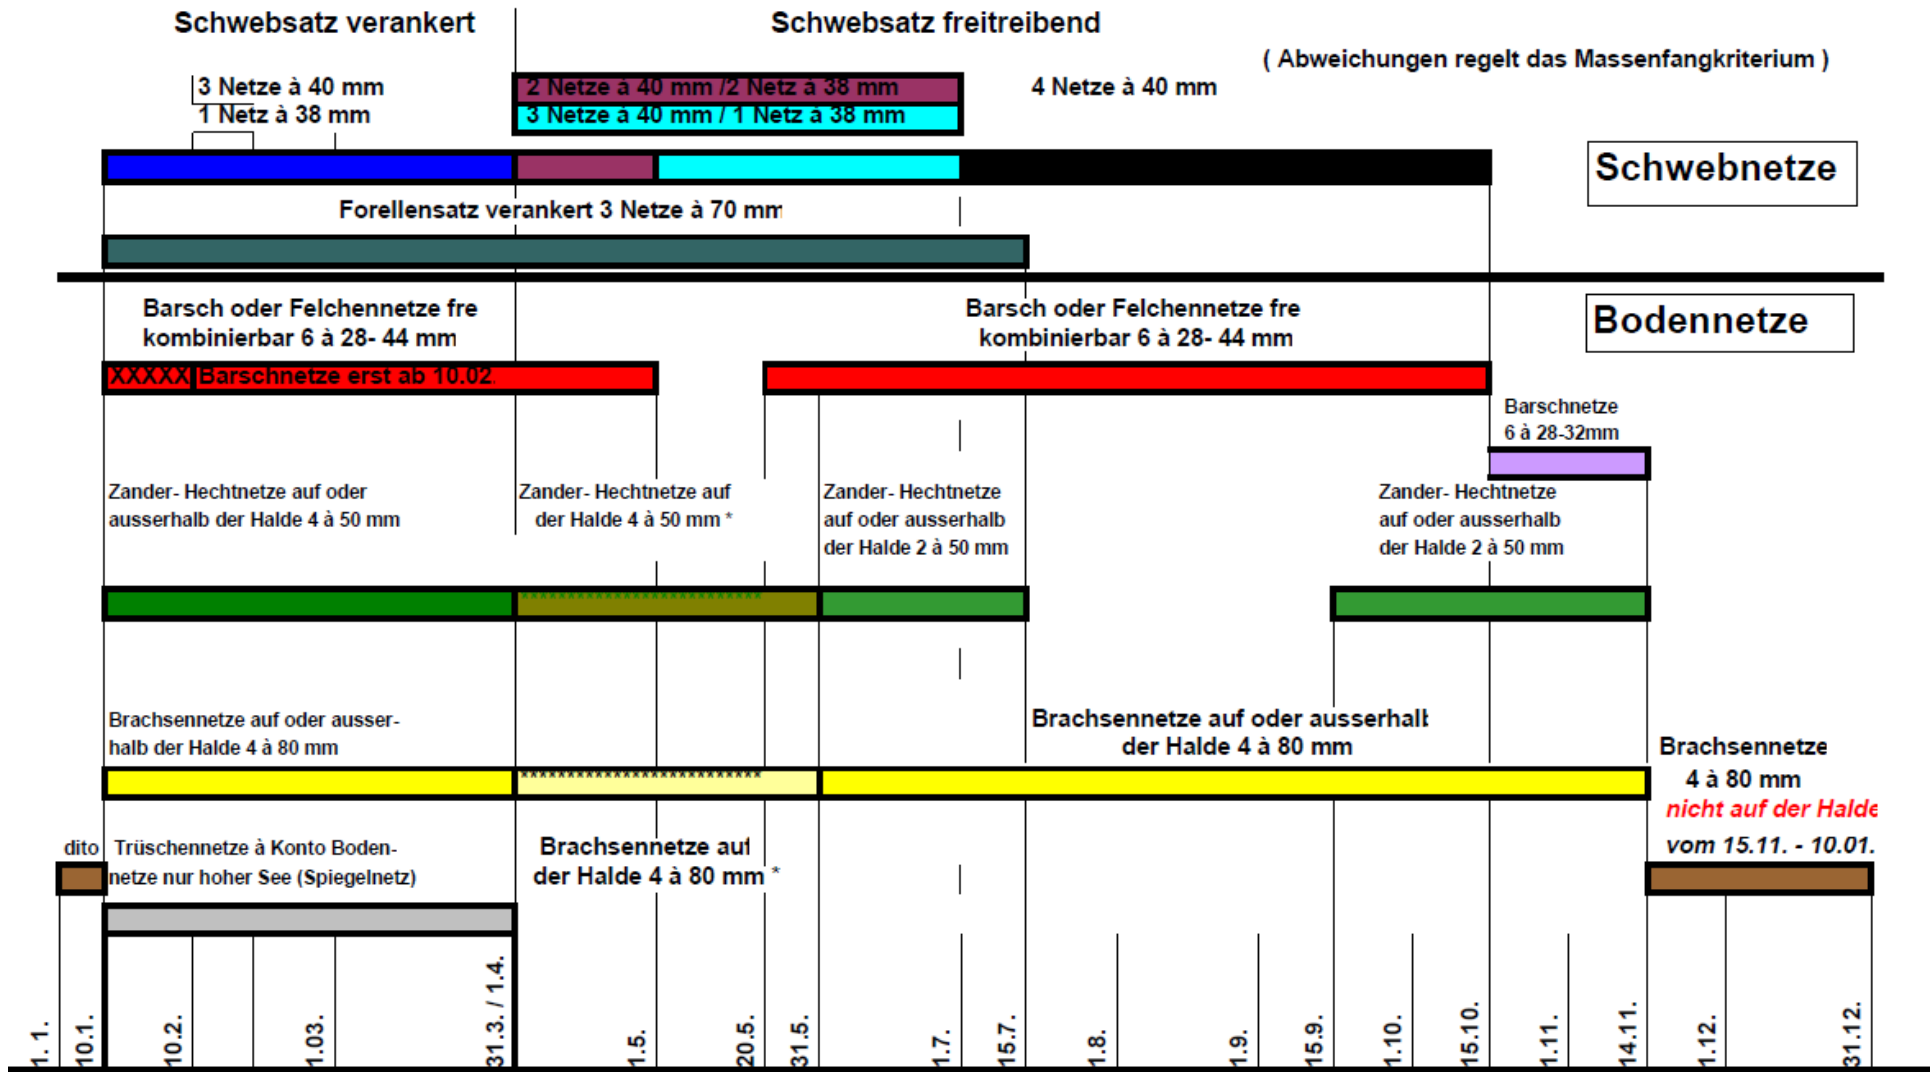 Schwebsatz verankert
Schwebsatz freitreibend
( Abweichungen regelt das Massenfangkriterium )
3 Netze à 40 mm
1 Netz à 38 mm
2 Netze à 40 mm /2 Netz à 38 mm
3 Netze à 40 mm / 1 Netz à 38 mm
4 Netze à 40 mm
Schwebnetze
Forellensatz verankert 3 Netze à 70 mm
Bodennetze
Barsch oder Felchennetze fre
kombinierbar 6 à 28- 44 mm
Barsch oder Felchennetze fre
kombinierbar 6 à 28- 44 mm
XXXXX Barschnetze erst ab 10.02.
Barschnetze
6 à 28-32mm
Zander- Hechtnetze auf oder
ausserhalb der Halde 4 à 50 mm
Zander- Hechtnetze auf
der Halde 4 à 50 mm *
Zander- Hechtnetze
auf oder ausserhalb
der Halde 2 à 50 mm
Zander- Hechtnetze
auf oder ausserhalb
der Halde 2 à 50 mm
**************************
Brachsennetze auf oder ausser-
halb der Halde 4 à 80 mm
Brachsennetze auf oder ausserhalb
der Halde 4 à 80 mm
Brachsennetze
4 à 80 mm
nicht auf der Halde
vom 15.11. - 10.01.
**************************
dito
Trüschennetze à Konto Boden-
netze nur hoher See (Spiegelnetz)
Brachsennetze auf
der Halde 4 à 80 mm *
1. 1.
10.1.
10.2.
1.03.
31.3. / 1.4.
1.5.
20.5.
31.5.
1.7.
15.7.
1.8.
1.9.
15.9.
1.10.
15.10.
1.11.
14.11.
1.12.
31.12.